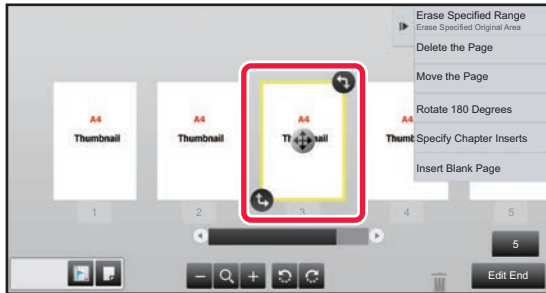 Erase Specified Range
Erase Specified Original Area
Delete the Page
Move the Page
Rotate 180 Degrees
Specify Chapter Inserts
Insert Blank Page
A4
Thumbnail
A4
Thumbnail
A4
A4
1
2
3
4
5
5
Edit End